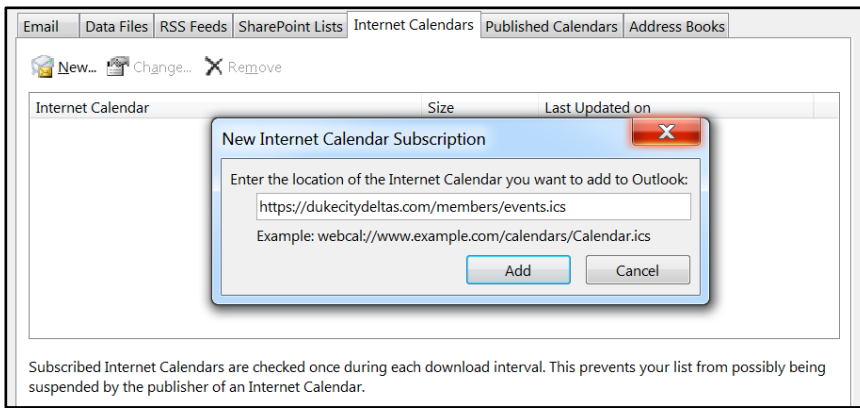 Email Data Files RSS Feeds SharePoint Lists Internet Calendars Published Calendars Address Books
New... Change... Remove
Internet Calendar Size Last Updated on
New Internet Calendar Subscription
Enter the location of the Internet Calendar you want to add to Outlook:
https://dukecitydeltas.com/members/events.ics
Example: webcal://www.example.com/calendars/Calendar.ics
Add Cancel
Subscribed Internet Calendars are checked once during each download interval. This prevents your list from possibly being
suspended by the publisher of an Internet Calendar.